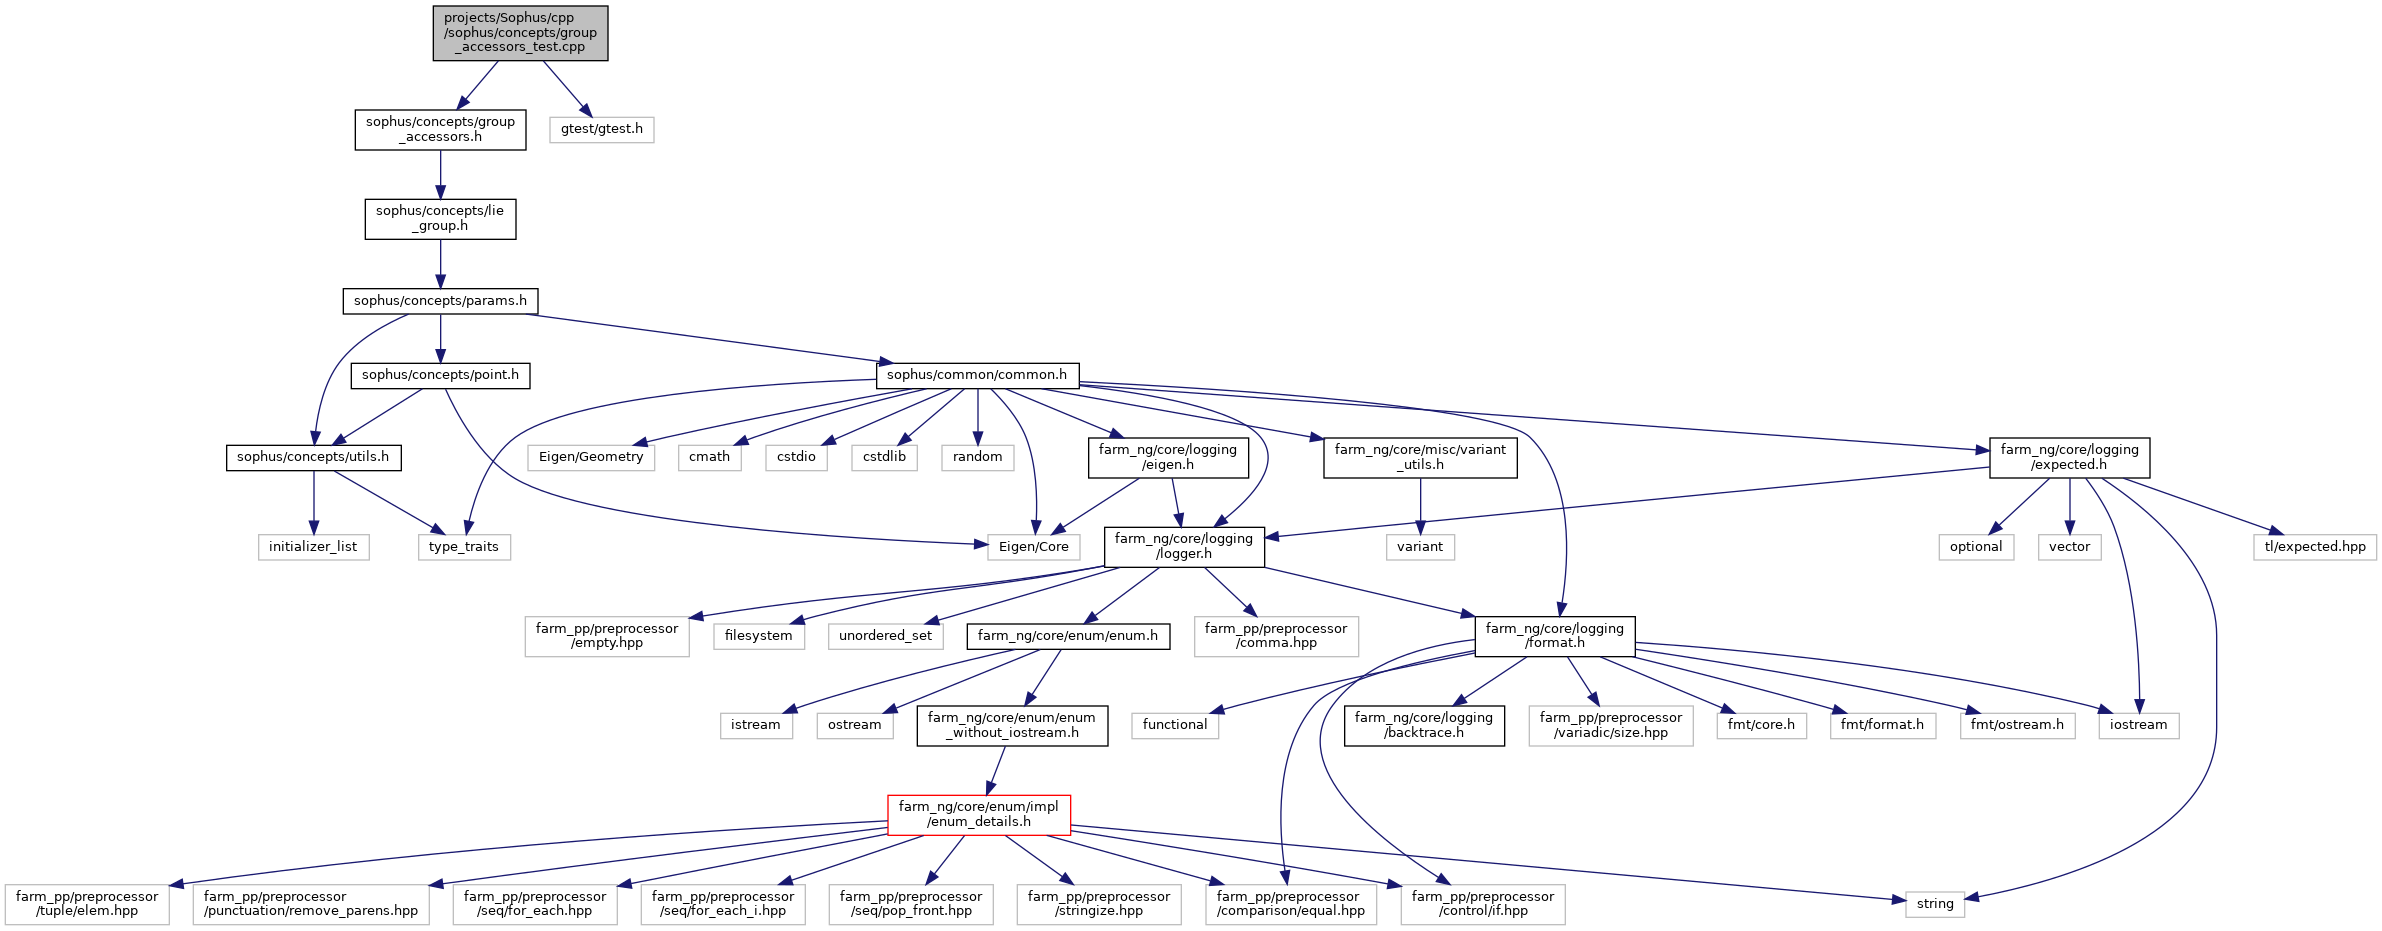 projects/Sophus/cpp
/sophus/concepts/group
_accessors_test.cpp
sophus/concepts/group
_accessors.h
gtest/gtest.h
sophus/concepts/lie
_group.h
sophus/concepts/params.h
sophus/concepts/point.h
sophus/common/common.h
sophus/concepts/utils.h
Eigen/Geometry
cmath
cstdio
cstdlib
random
farm_ng/core/logging
/eigen.h
farm_ng/core/misc/variant
_utils.h
farm_ng/core/logging
/expected.h
initializer_list
type_traits
Eigen/Core
farm_ng/core/logging
/logger.h
variant
optional
vector
tl/expected.hpp
farm_pp/preprocessor
/empty.hpp
filesystem
unordered_set
farm_ng/core/enum/enum.h
farm_pp/preprocessor
/comma.hpp
farm_ng/core/logging
/format.h
istream
ostream
farm_ng/core/enum/enum
_without_iostream.h
functional
farm_ng/core/logging
/backtrace.h
farm_pp/preprocessor
/variadic/size.hpp
fmt/core.h
fmt/format.h
fmt/ostream.h
iostream
farm_ng/core/enum/impl
/enum_details.h
farm_pp/preprocessor
/tuple/elem.hpp
farm_pp/preprocessor
/punctuation/remove_parens.hpp
farm_pp/preprocessor
/seq/for_each.hpp
farm_pp/preprocessor
/seq/for_each_i.hpp
farm_pp/preprocessor
/seq/pop_front.hpp
farm_pp/preprocessor
/stringize.hpp
farm_pp/preprocessor
/comparison/equal.hpp
farm_pp/preprocessor
/control/if.hpp
string